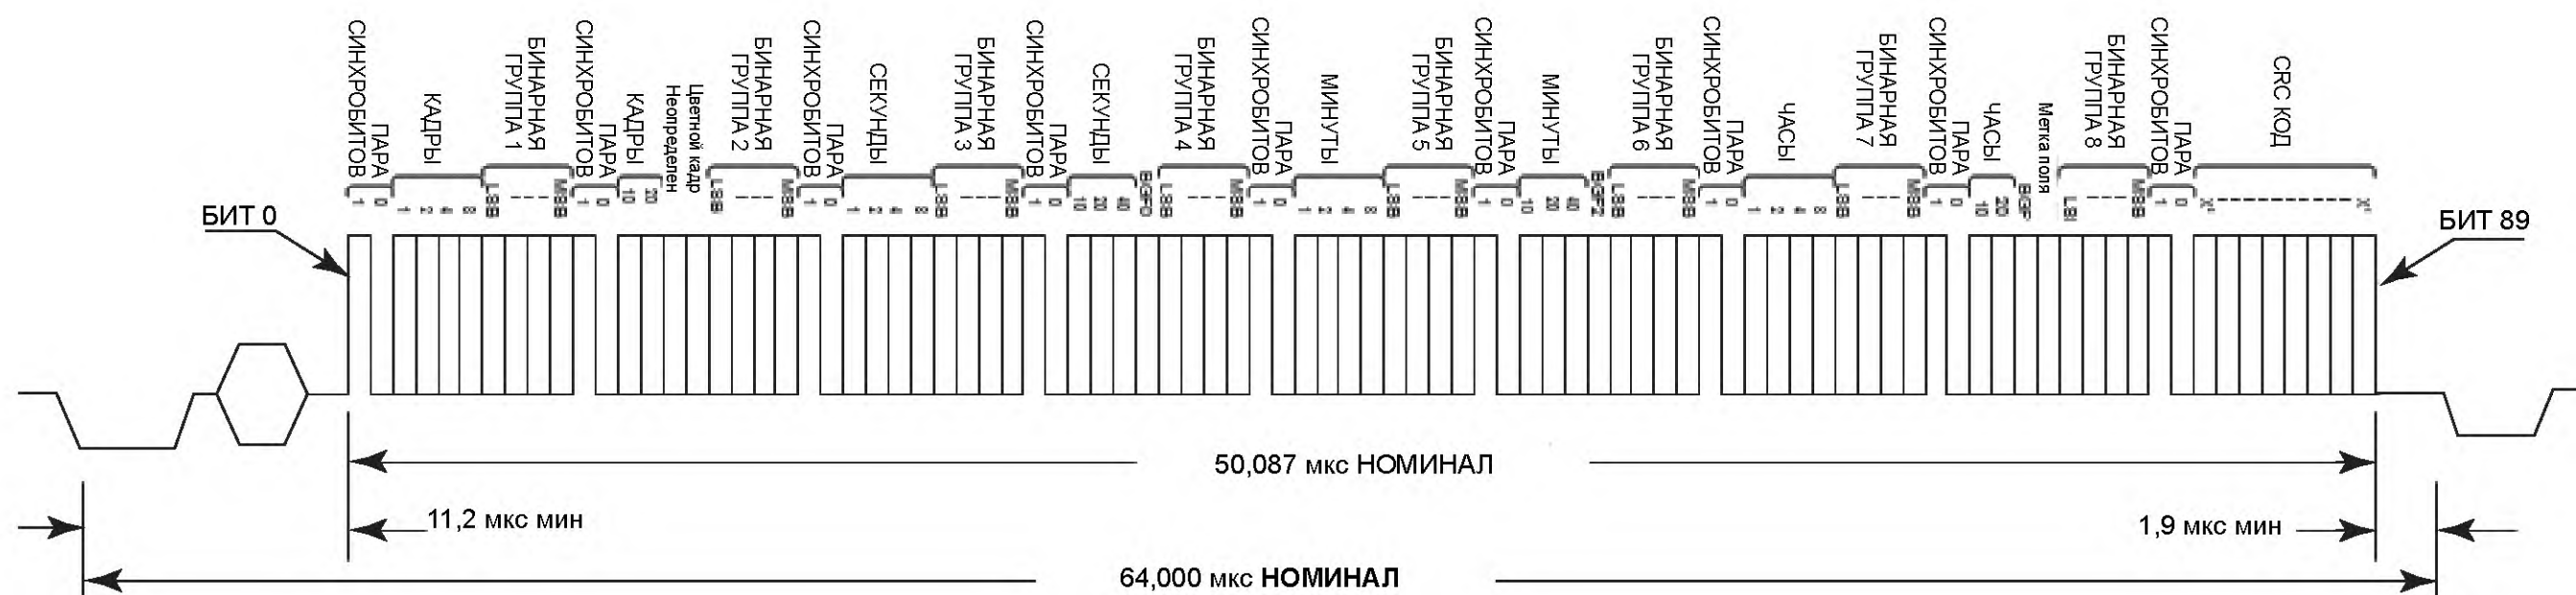 СИНХРОБИТОВ
ПАРА
КАДРЫ
БИНАРНАЯ
ГРУППА 1
СИНХРОБИТОВ
ПАРА
КАДРЫ
Неопределен
Цветной кадр
БИНАРНАЯ
ГРУППА 2
СИНХРОБИТОВ
ПАРА
СЕКУНДЫ
БИНАРНАЯ
ГРУППА 3
СИНХРОБИТОВ
ПАРА
СЕКУНДЫ
БИНАРНАЯ
ГРУППА 4
СИНХРОБИТОВ
ПАРА
МИНУТЫ
БИНАРНАЯ
ГРУППА 5
СИНХРОБИТОВ
ПАРА
МИНУТЫ
БИНАРНАЯ
ГРУППА 6
СИНХРОБИТОВ
ПАРА
ЧАСЫ
БИНАРНАЯ
ГРУППА 7
СИНХРОБИТОВ
ПАРА
ЧАСЫ
Метка поля
БИНАРНАЯ
ГРУППА 8
СИНХРОБИТОВ
ПАРА
CRC КОД
1 0 1 2 4 8 LSB MSB
1 0 10 20 LSB MSB
1 0 1 2 4 8 LSB MSB
1 0 10 20 40 BGF0 LSB MSB
1 0 1 2 4 8 LSB MSB
1 0 10 20 40 BGF2 LSB MSB
1 0 1 2 4 8 LSB MSB
1 0 10 20 BGF MSB
1 0
БИТ 0
БИТ 89
50,087 мкс НОМИНАЛ
11,2 мкс мин
1,9 мкс мин
64,000 мкс НОМИНАЛ